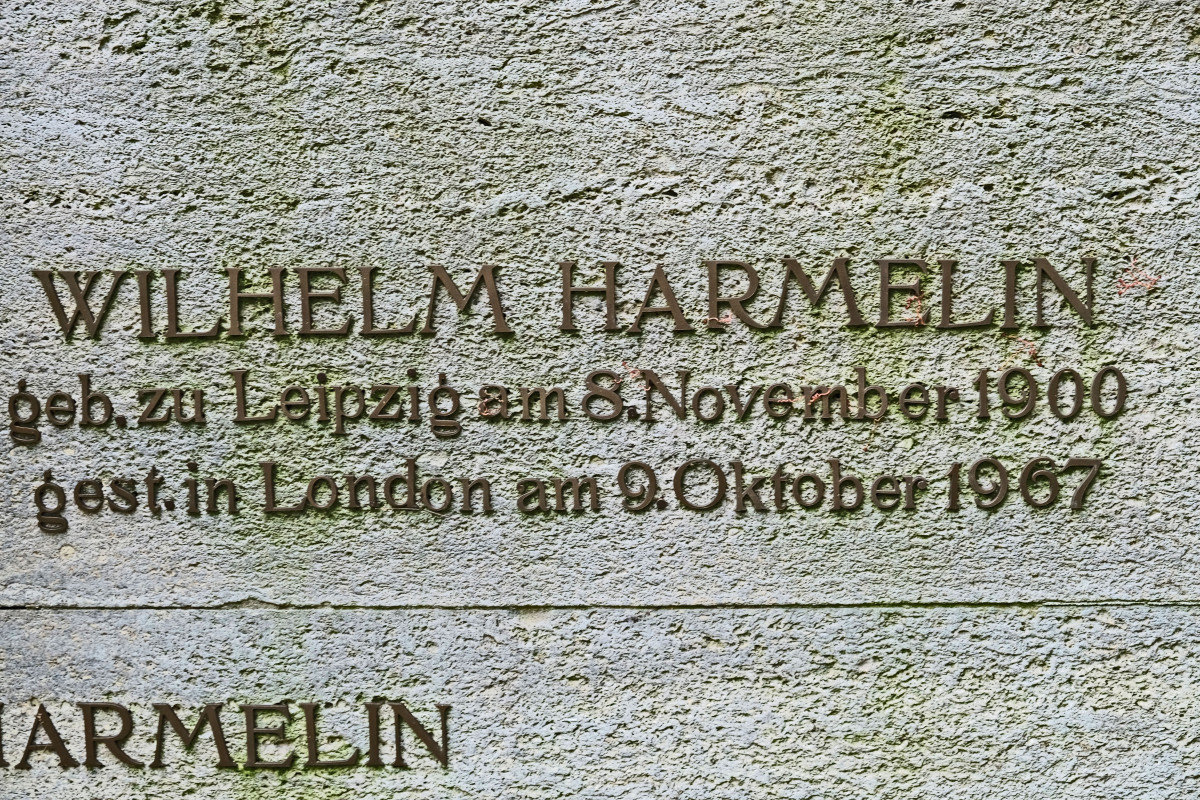 WILHELM HARMELIN
geb. zu Leipzig am 8. November 1900
gest. in London am 9. Oktober 1967
HARMELIN